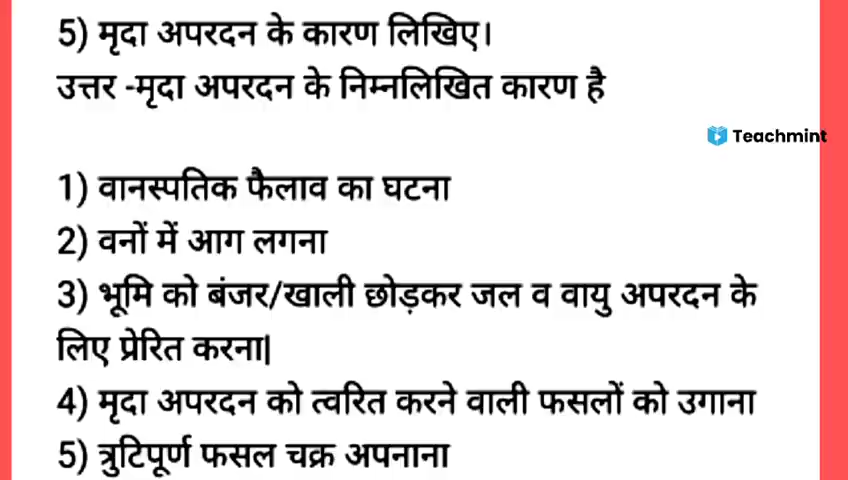 5) मृदा अपरदन के कारण लिखिए।
उत्तर -मृदा अपरदन के निम्नलिखित कारण है
Teachmint
1) वानस्पतिक फैलाव का घटना
2) वनों में आग लगना
3) भूमि को बंजर/खाली छोड़कर जल व वायु अपरदन के
लिए प्रेरित करना|
4) मृदा अपरदन को त्वरित करने वाली फसलों को उगाना
5) त्रुटिपूर्ण फसल चक्र अपनाना